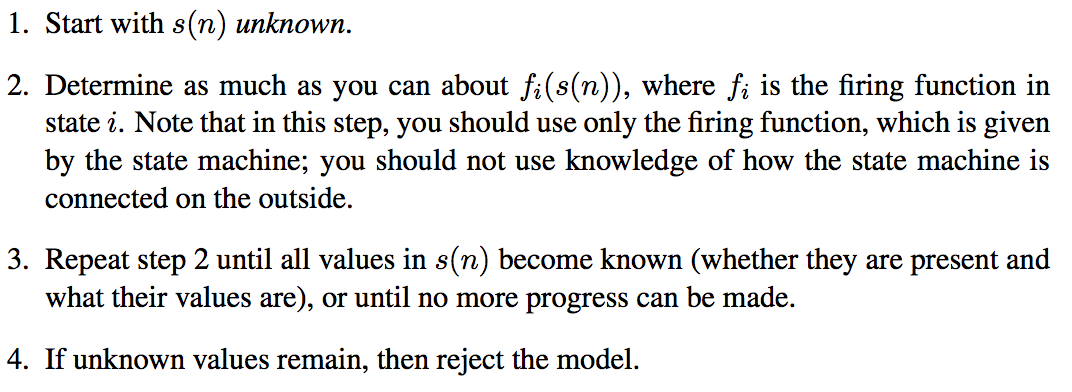 1. Start with s(n) unknown.
2. Determine as much as you can about fᵢ(s(n)), where fᵢ is the firing function in
state i. Note that in this step, you should use only the firing function, which is given
by the state machine; you should not use knowledge of how the state machine is
connected on the outside.
3. Repeat step 2 until all values in s(n) become known (whether they are present and
what their values are), or until no more progress can be made.
4. If unknown values remain, then reject the model.